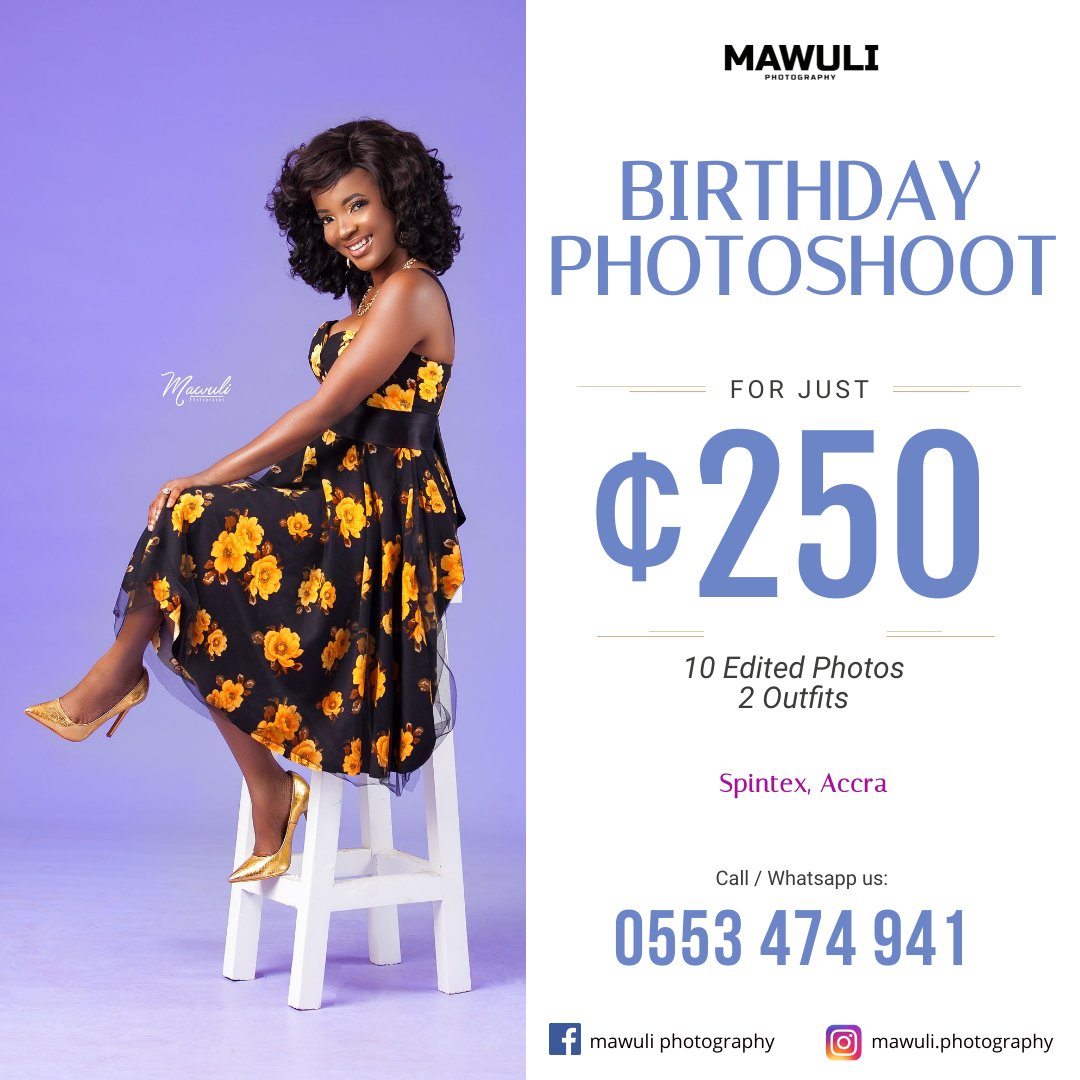 MAWULI
PHOTOGRAPHY
BIRTHDAY
PHOTOSHOOT
FOR JUST
¢250
10 Edited Photos
2 Outfits
Spintex, Accra
Call / Whatsapp us:
0553 474 941
mawuli photography
mawuli.photography
Mawuli
PHOTOGRAPHY